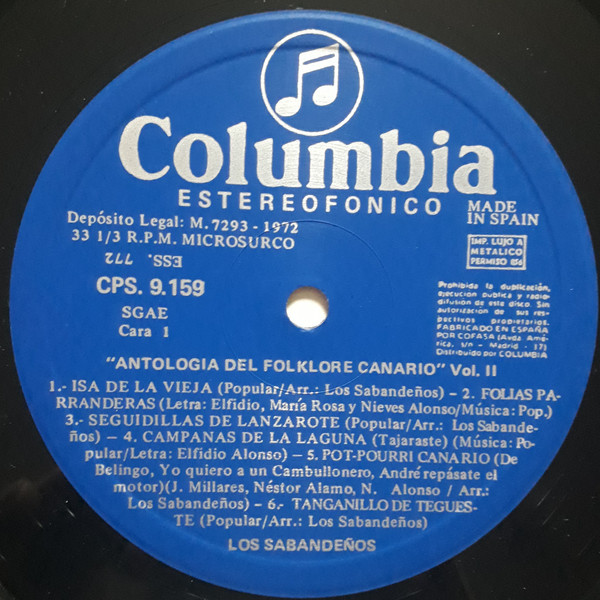 Columbia
ESTEREOFONICO
MADE
IN SPAIN
Depósito Legal: M. 7293 - 1972
33 1/3 R.P.M. MICROSURCO
ESS. 772
CPS. 9.159
SGAE
Cara 1
IMP. LUJO A
METALICO
PERMISO 856
Prohibida la duplicación,
ejecucion publica y radio-
difusion de este disco. Sin
autorización de sus res-
pectivos propietarios.
FABRICADO EN ESPAÑA
POR COFASA (Avda. Amé-
rica, s/n - Madrid - 17)
Distribuido por COLUMBIA
"ANTOLOGIA DEL FOLKLORE CANARIO" Vol. II
1.- ISA DE LA VIEJA (Popular/Arr.: Los Sabandeños) - 2. FOLIAS PA-
RRANDERAS (Letra: Elfidio, María Rosa y Nieves Alonso/Música: Pop.)
3.- SEGUIDILLAS DE LANZAROTE (Popular/Arr.: Los Sabande-
ños) - 4. CAMPANAS DE LA LAGUNA (Tajaraste) (Música: Po-
pular/Letra: Elfidio Alonso) - 5. POT-POURRI CANARIO (De
Belingo, Yo quiero a un Cambullonero, André repásate el
motor)(J. Millares, Néstor Alamo, N. Alonso / Arr.:
Los Sabandeños) - 6.- TANGANILLO DE TEGUES-
TE (Popular/Arr.: Los Sabandeños)
LOS SABANDEÑOS